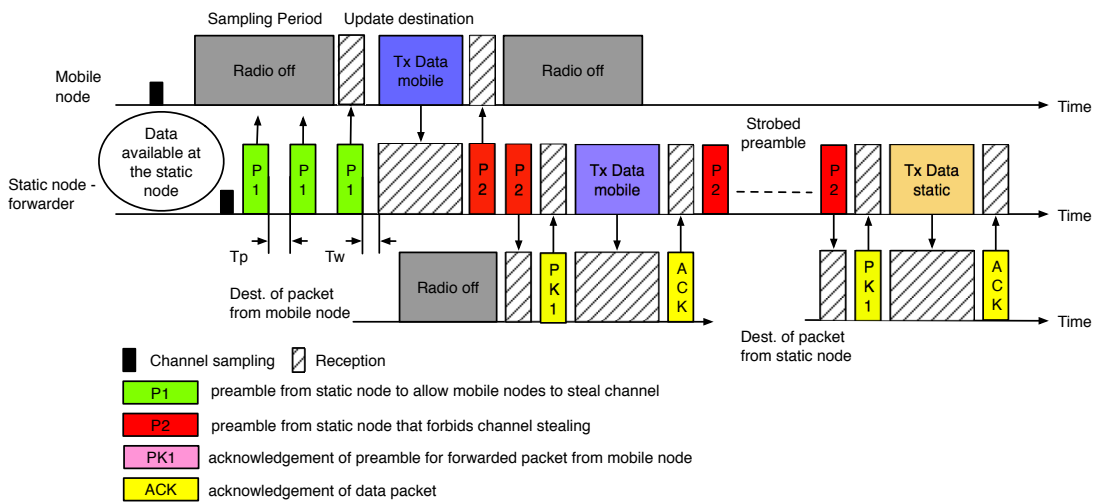 Sampling Period
Update destination
Radio off
Tx Data
mobile
Radio off
Mobile
node
Time
Data
available at
the static
node
Static node -
forwarder
P
1
P
1
P
1
P
2
P
2
Tx Data
mobile
P
2
Strobed
preamble
P
2
Tx Data
static
Time
Tp
Tw
Radio off
P
K
1
A
C
K
P
K
1
A
C
K
Dest. of packet
from mobile node
Time
Dest. of packet
from static node
Channel sampling
Reception
P1
preamble from static node to allow mobile nodes to steal channel
P2
preamble from static node that forbids channel stealing
PK1
acknowledgement of preamble for forwarded packet from mobile node
ACK
acknowledgement of data packet